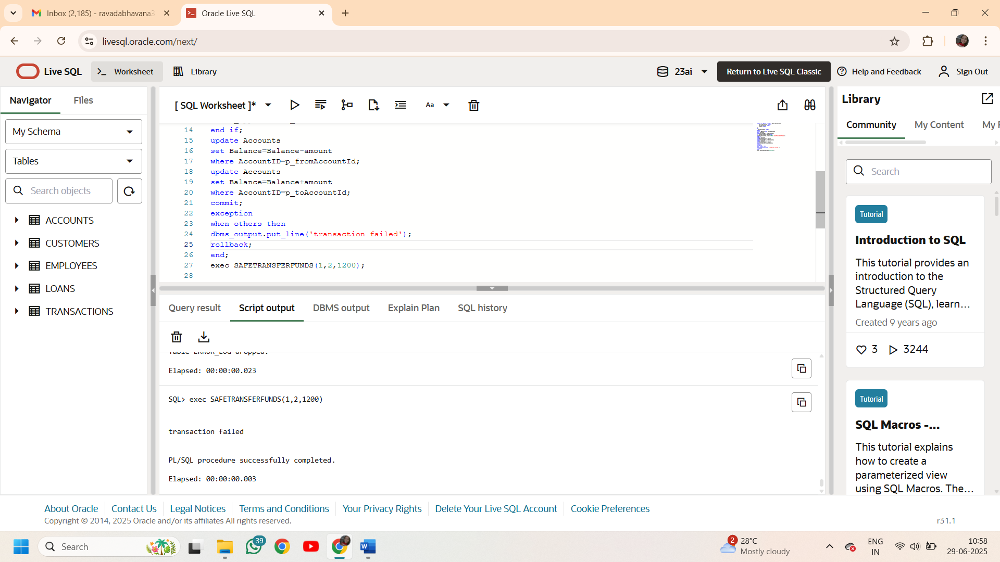 Inbox (2,185) - ravadabhavana3
Oracle Live SQL
livesql.oracle.com/next/
Live SQL
Worksheet
Library
23ai
Return to Live SQL Classic
Help and Feedback
Sign Out
Navigator
Files
My Schema
Tables
Search objects
ACCOUNTS
CUSTOMERS
EMPLOYEES
LOANS
TRANSACTIONS
[ SQL Worksheet ]*
Aa
14 end if;
15 update Accounts
16 set Balance=Balance-amount
17 where AccountID=p_fromAccountId;
18 update Accounts
19 set Balance=Balance+amount
20 where AccountID=p_toAccountId;
21 commit;
22 exception
23 when others then
24 dbms_output.put_line('transaction failed');
25 rollback;
26 end;
27 exec SAFETRANSFERFUNDS(1,2,1200);
28
Query result
Script output
DBMS output
Explain Plan
SQL history
Table ERROR_LOG dropped.
Elapsed: 00:00:00.023
SQL> exec SAFETRANSFERFUNDS(1,2,1200)
transaction failed
PL/SQL procedure successfully completed.
Elapsed: 00:00:00.003
Library
Community
My Content
My
Search
Tutorial
Introduction to SQL
This tutorial provides an
introduction to the
Structured Query
Language (SQL), learn...
Created 9 years ago
3
3244
Tutorial
SQL Macros -...
This tutorial explains
how to create a
parameterized view
using SQL Macros. The...
About Oracle
Contact Us
Legal Notices
Terms and Conditions
Your Privacy Rights
Delete Your Live SQL Account
Cookie Preferences
Copyright © 2014, 2025 Oracle and/or its affiliates All rights reserved.
r31.1
Search
39
W
2
28°C
Mostly cloudy
ENG
IN
10:58
29-06-2025